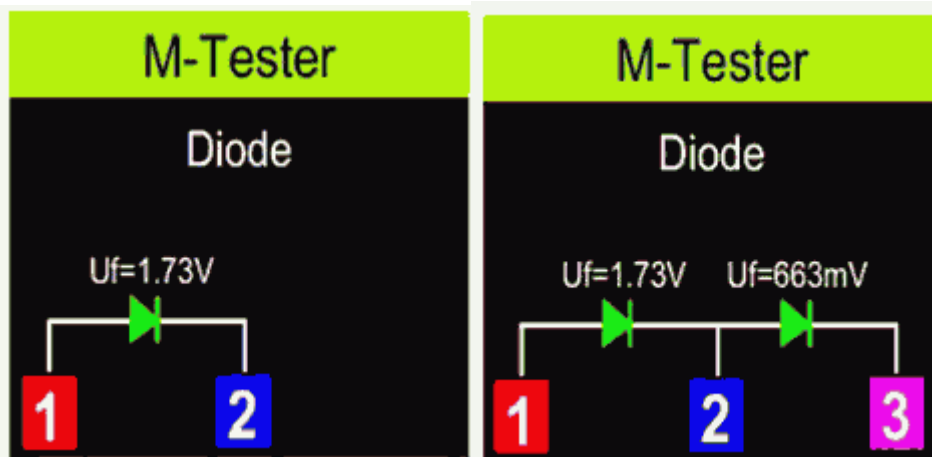 M-Tester
Diode
Uf=1.73V
1 2
M-Tester
Diode
Uf=1.73V Uf=663mV
1 2 3